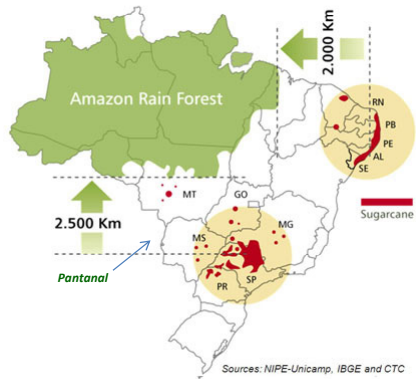 2.000 Km
Amazon Rain Forest
RN
PB
PE
AL
SE
MT
GO
Sugarcane
2.500 Km
MS
MG
Pantanal
PR
SP
Sources: NIPE-Unicamp, IBGE and CTC